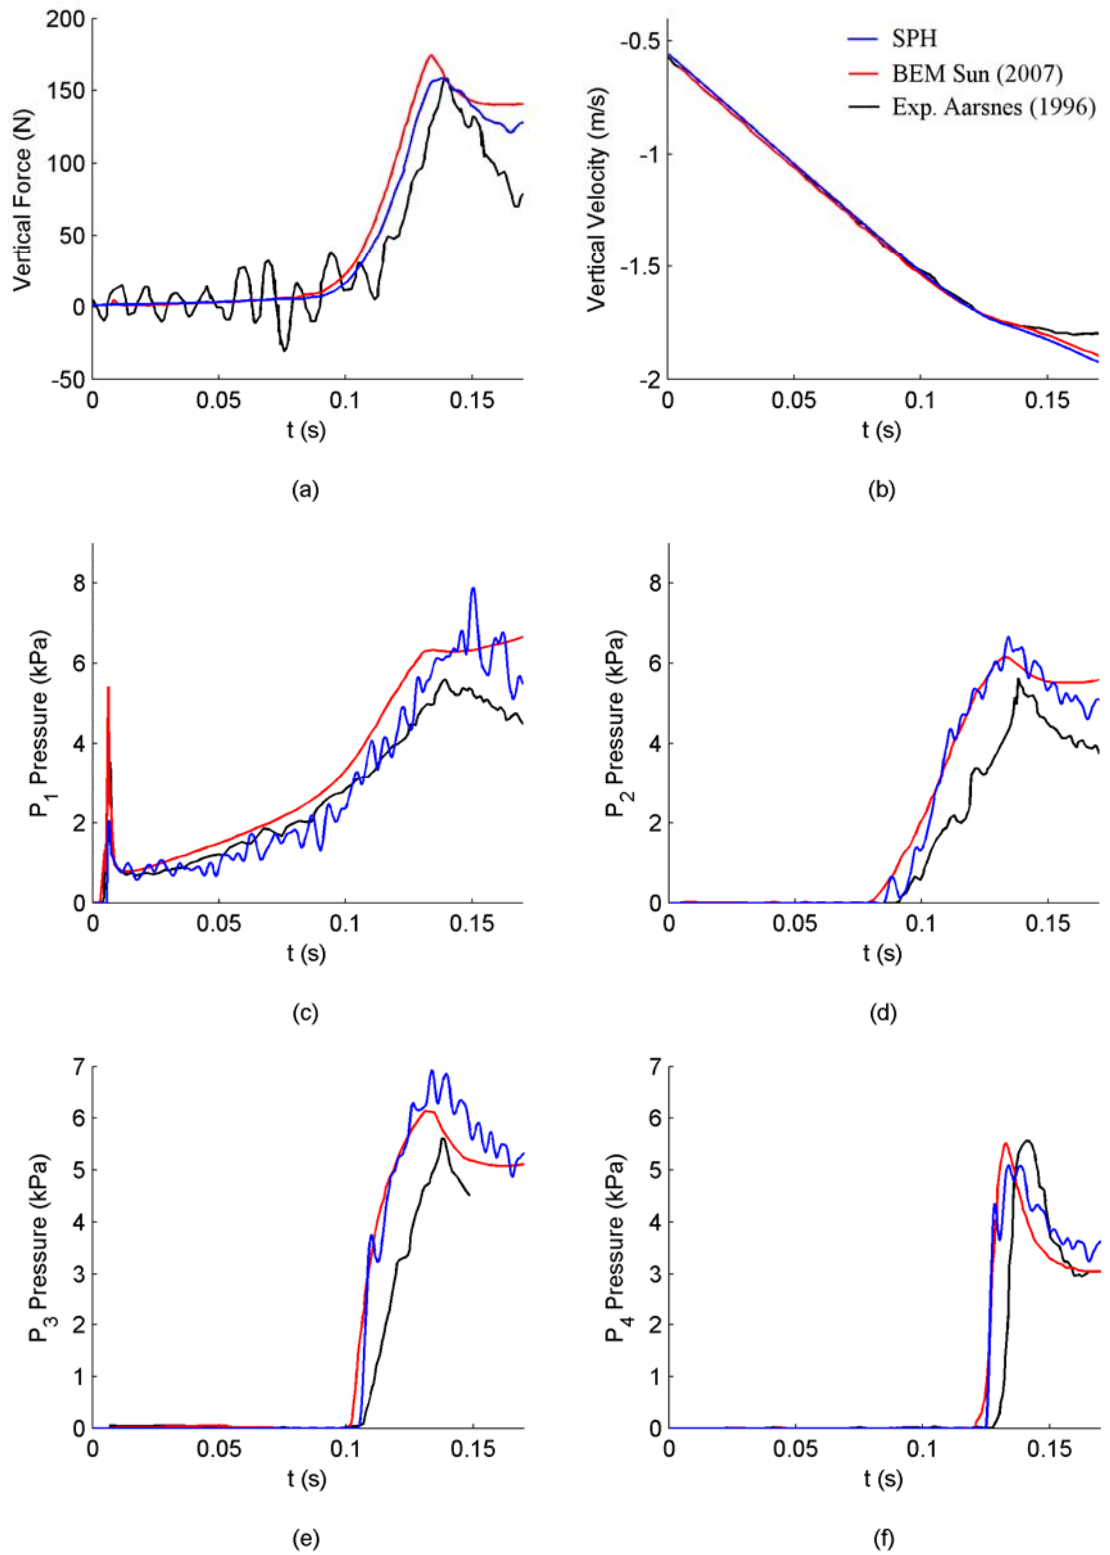 200
150
100
50
0
-50
Vertical Force (N)
0 0.05 0.1 0.15
t (s)
(a)
-0.5
-1
-1.5
-2
Vertical Velocity (m/s)
SPH
BEM Sun (2007)
Exp. Aarsnes (1996)
0 0.05 0.1 0.15
t (s)
(b)
8
6
4
2
0
P1 Pressure (kPa)
0 0.05 0.1 0.15
t (s)
(c)
8
6
4
2
0
P2 Pressure (kPa)
0 0.05 0.1 0.15
t (s)
(d)
7
6
5
4
3
2
1
0
P3 Pressure (kPa)
0 0.05 0.1 0.15
t (s)
(e)
7
6
5
4
3
2
1
0
P4 Pressure (kPa)
0 0.05 0.1 0.15
t (s)
(f)